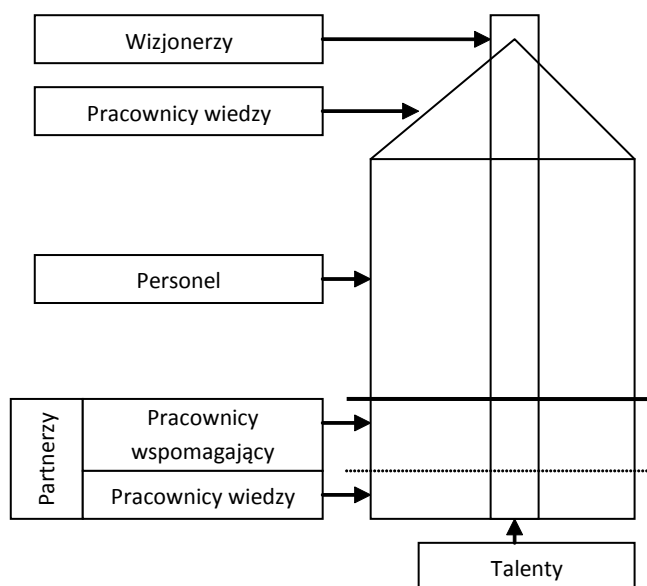 Wizjonerzy
Pracownicy wiedzy
Personel
Partnerzy
Pracownicy
wspomagający
Pracownicy wiedzy
Talenty